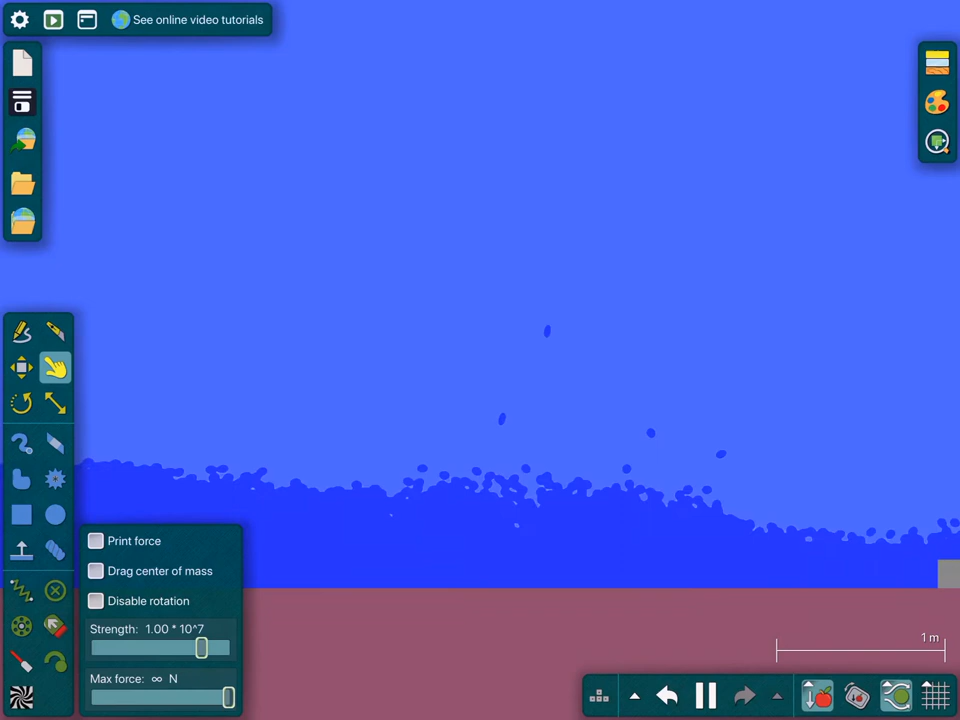 See online video tutorials
Print force
Drag center of mass
Disable rotation
Strength: 1.00 * 10^7
Max force: ∞ N
1 m